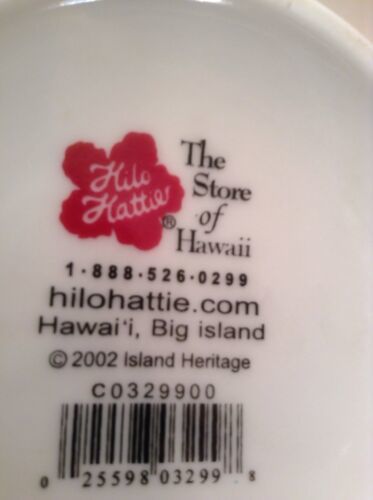 Hilo
Hattie®
The
Store
of
Hawaii
1·888·526·0299
hilohattie.com
Hawai'i, Big island
© 2002 Island Heritage
C0329900
0 25598 03299 8